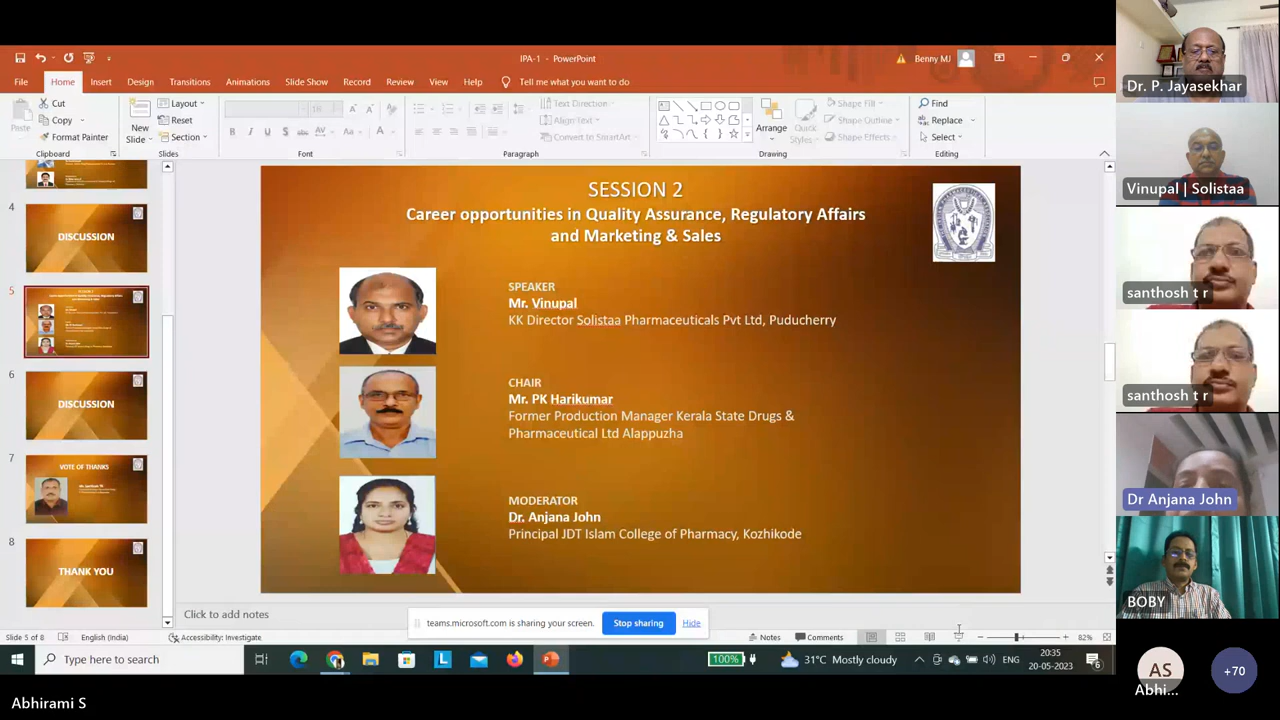 IPA-1 - PowerPoint
Benny MJ
File
Home
Insert
Design
Transitions
Animations
Slide Show
Record
Review
View
Help
Tell me what you want to do
Paste
Cut
Copy
Format Painter
Clipboard
New
Slide
Layout
Reset
Section
Slides
18
Font
Text Direction
Align Text
Convert to SmartArt
Paragraph
Arrange
Quick
Styles
Shape Fill
Shape Outline
Shape Effects
Drawing
Find
Replace
Select
Editing
4
DISCUSSION
5
6
DISCUSSION
7
VOTE OF THANKS
8
THANK YOU
SESSION 2
Career opportunities in Quality Assurance, Regulatory Affairs
and Marketing & Sales
SPEAKER
Mr. Vinupal
KK Director Solistaa Pharmaceuticals Pvt Ltd, Puducherry
CHAIR
Mr. PK Harikumar
Former Production Manager Kerala State Drugs &
Pharmaceutical Ltd Alappuzha
MODERATOR
Dr. Anjana John
Principal JDT Islam College of Pharmacy, Kozhikode
Click to add notes
teams.microsoft.com is sharing your screen.
Stop sharing
Hide
Slide 5 of 8
English (India)
Accessibility: Investigate
Notes
Comments
82%
Type here to search
100%
31°C Mostly cloudy
ENG
20:35
20-05-2023
6
Abhirami S
Dr. P. Jayasekhar
Vinupal | Solistaa
santhosh t r
santhosh t r
Dr Anjana John
BOBY
AS
Abhi...
+70